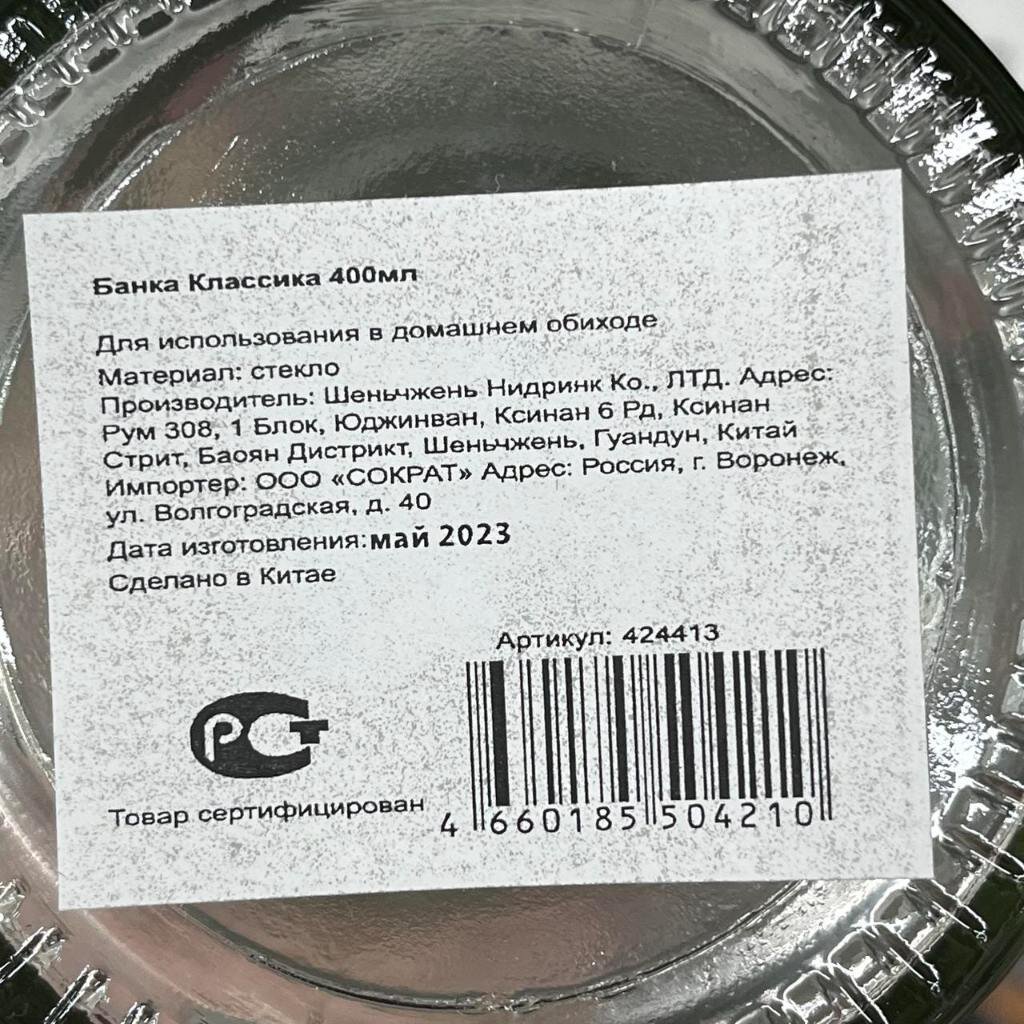 Банка Классика 400мл
Для использования в домашнем обиходе
Материал: стекло
Производитель: Шеньчжень Нидринк Ко., ЛТД. Адрес:
Рум 308, 1 Блок, Юджинван, Ксинан 6 Рд, Ксинан
Стрит, Баоян Дистрикт, Шеньчжень, Гуандун, Китай
Импортер: ООО «СОКРАТ» Адрес: Россия, г. Воронеж,
ул. Волгоградская, д. 40
Дата изготовления:май 2023
Сделано в Китае
Артикул: 424413
РСТ
Товар сертифицирован
4 660185 504210